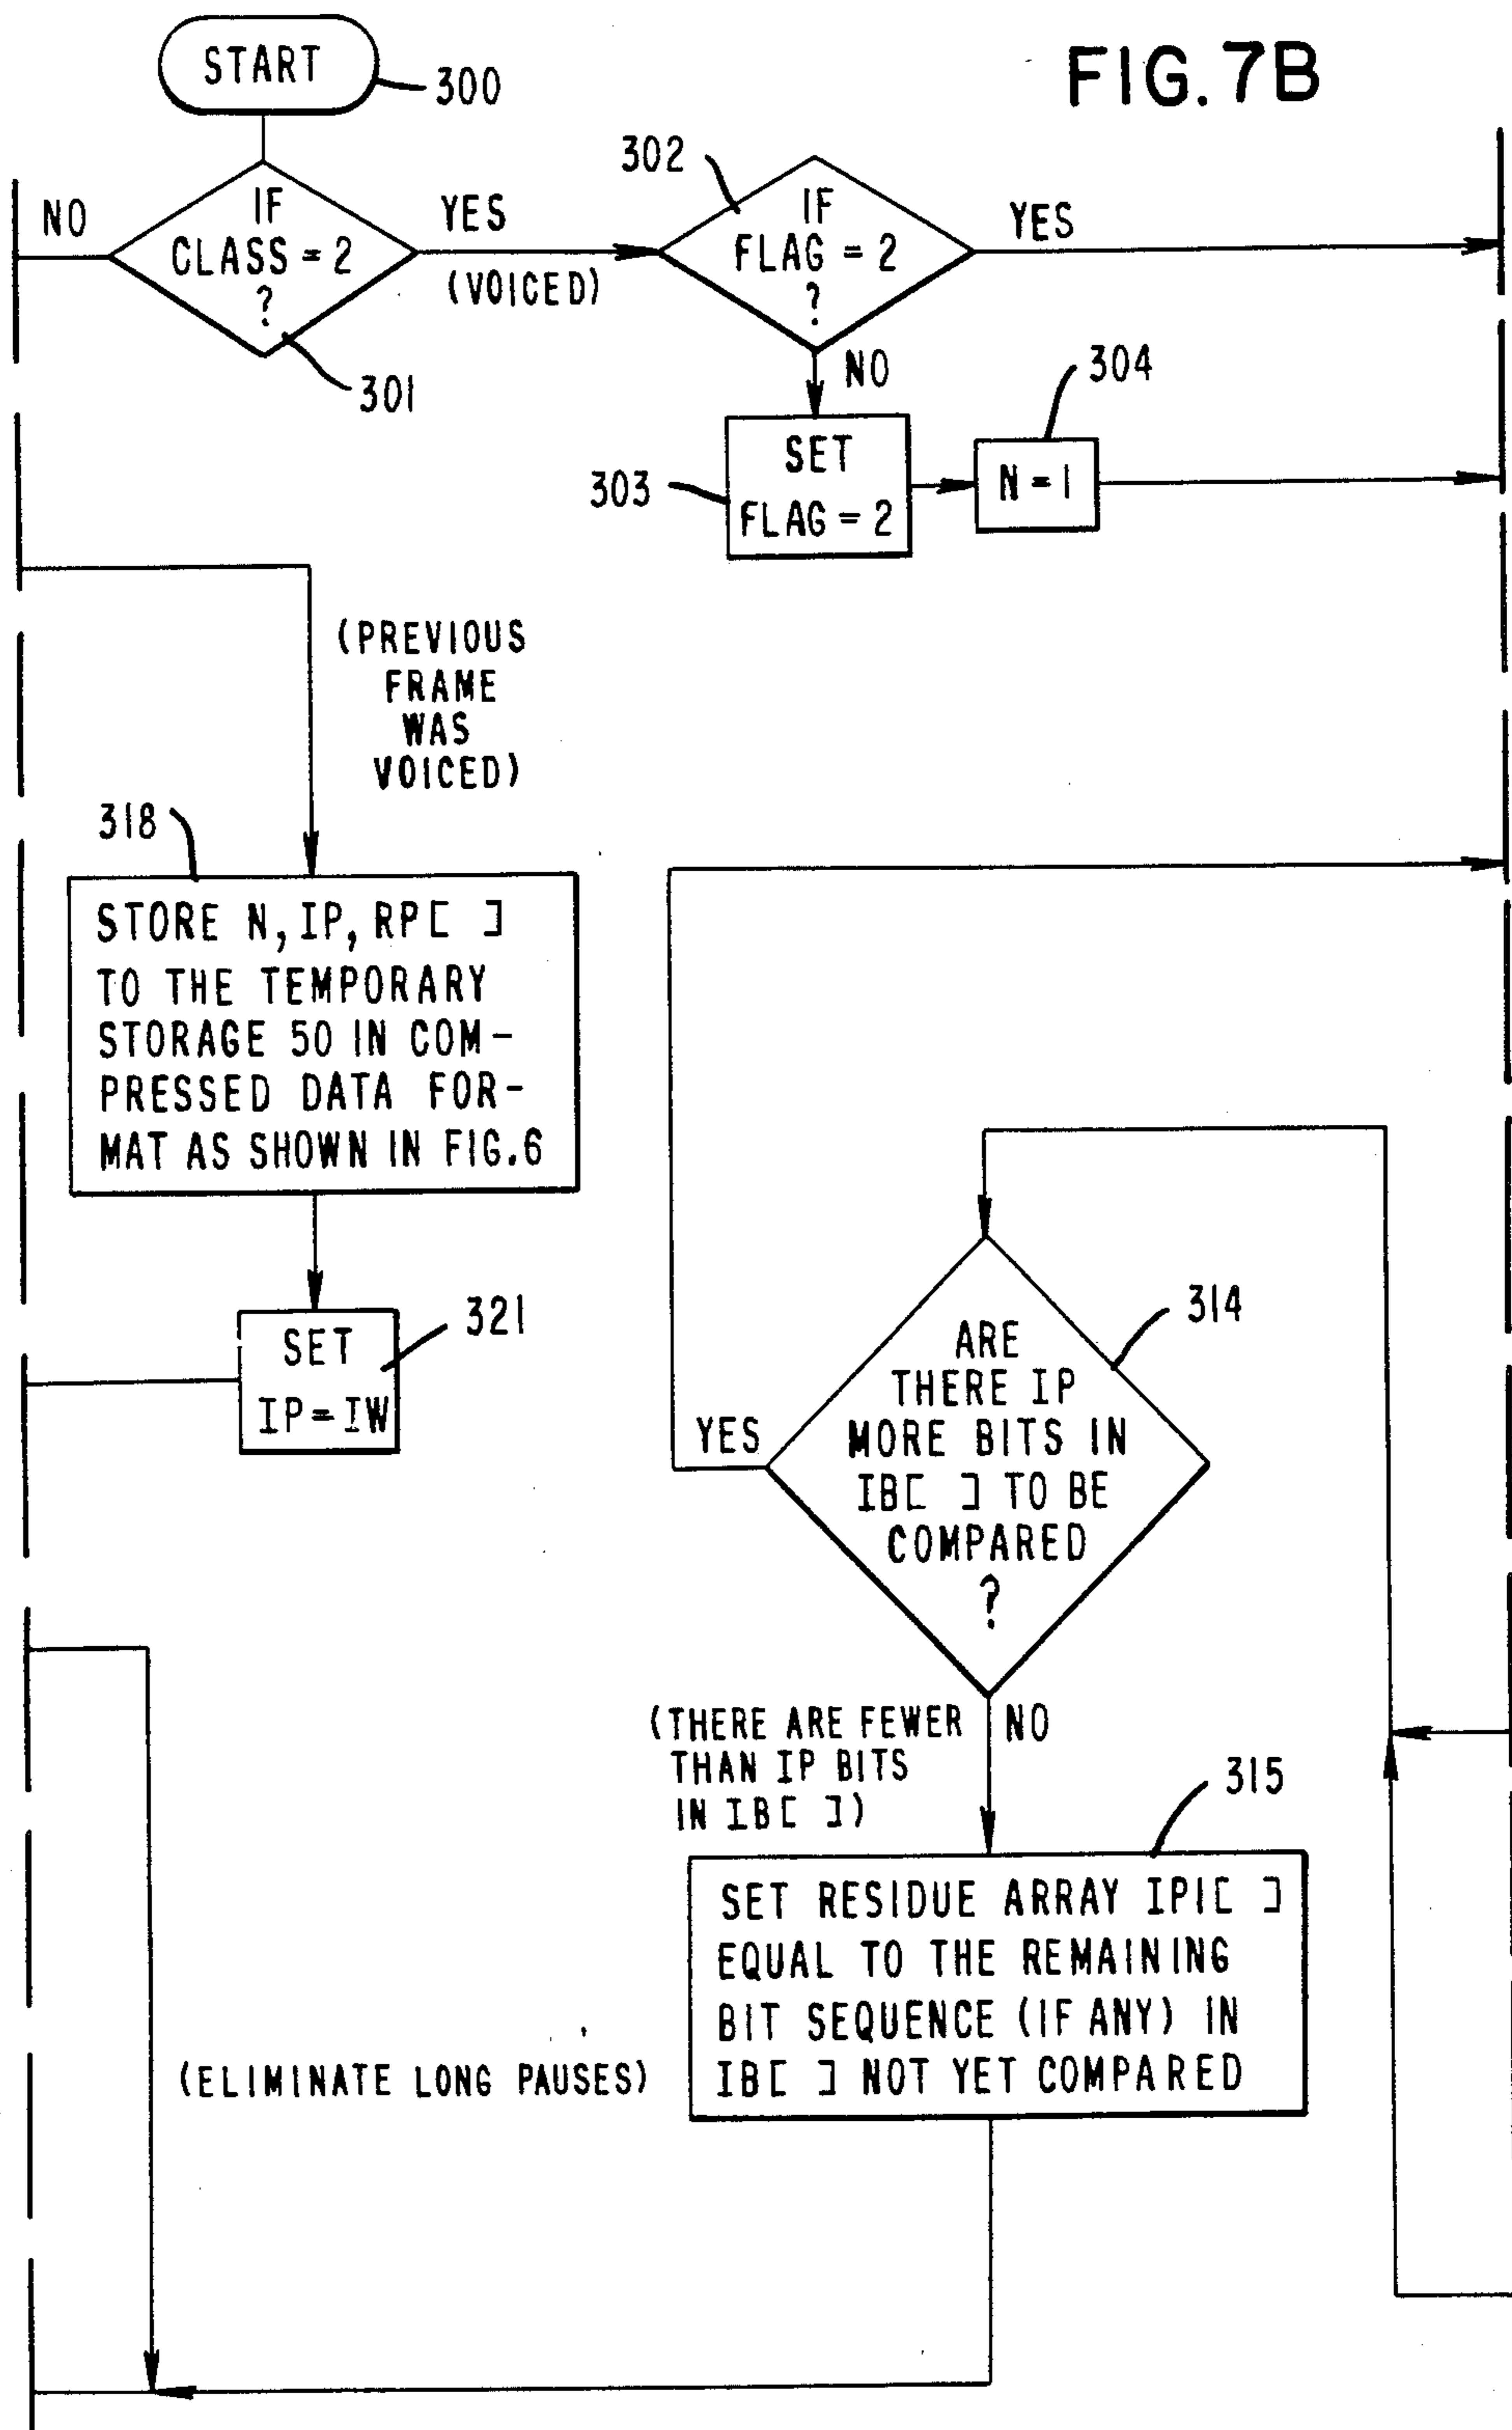 FIG. 7B
START
300
NO
IF
CLASS = 2
?
301
YES
(VOICED)
302
IF
FLAG = 2
?
YES
NO
303
SET
FLAG = 2
304
N = 1
(PREVIOUS
FRAME
WAS
VOICED)
318
STORE N, IP, RP[ ]
TO THE TEMPORARY
STORAGE 50 IN COM-
PRESSED DATA FOR-
MAT AS SHOWN IN FIG.6
321
SET
IP = IW
314
ARE
THERE IP
MORE BITS IN
IB[ ] TO BE
COMPARED
?
YES
(THERE ARE FEWER
THAN IP BITS
IN IB[ ])
NO
315
SET RESIDUE ARRAY IP1[ ]
EQUAL TO THE REMAINING
BIT SEQUENCE (IF ANY) IN
IB[ ] NOT YET COMPARED
(ELIMINATE LONG PAUSES)